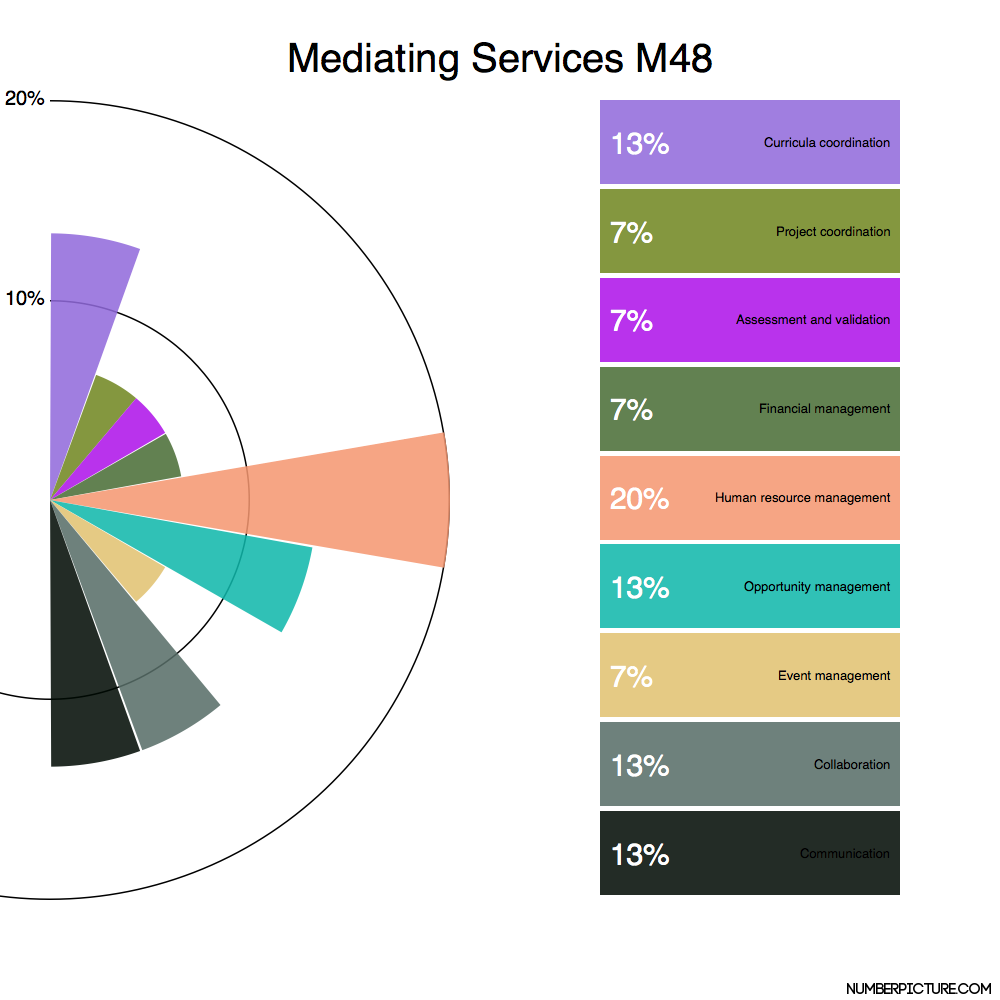 Mediating Services M48
20%
10%
13% Curricula coordination
7% Project coordination
7% Assessment and validation
7% Financial management
20% Human resource management
13% Opportunity management
7% Event management
13% Collaboration
13% Communication
NUMBERPICTURE.COM